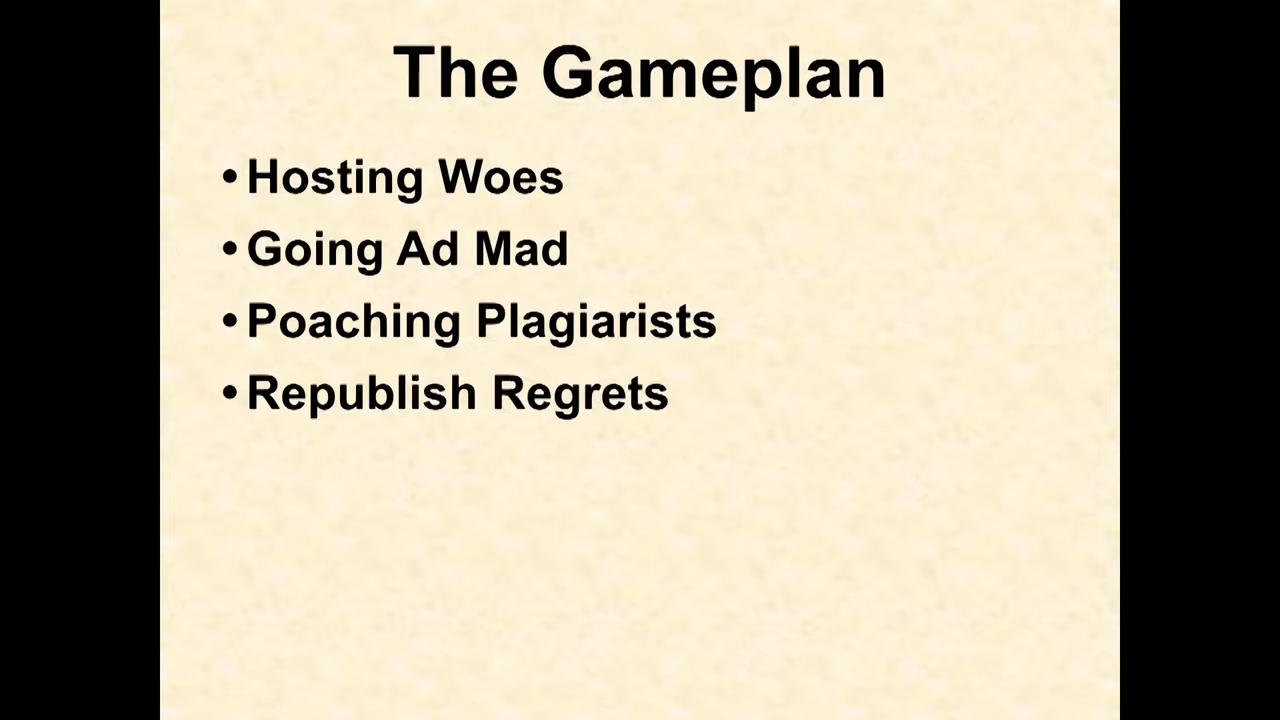 The Gameplan
• Hosting Woes
• Going Ad Mad
• Poaching Plagiarists
• Republish Regrets